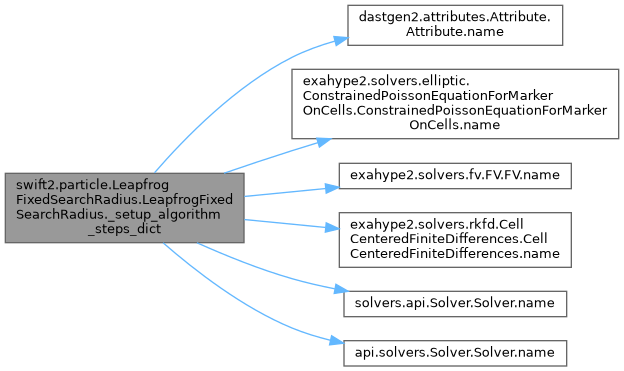 dastgen2.attributes.Attribute.
Attribute.name
exahype2.solvers.elliptic.
ConstrainedPoissonEquationForMarker
OnCells.ConstrainedPoissonEquationForMarker
OnCells.name
swift2.particle.Leapfrog
FixedSearchRadius.LeapfrogFixed
SearchRadius._setup_algorithm
_steps_dict
exahype2.solvers.fv.FV.FV.name
exahype2.solvers.rkfd.Cell
CenteredFiniteDifferences.Cell
CenteredFiniteDifferences.name
solvers.api.Solver.Solver.name
api.solvers.Solver.Solver.name